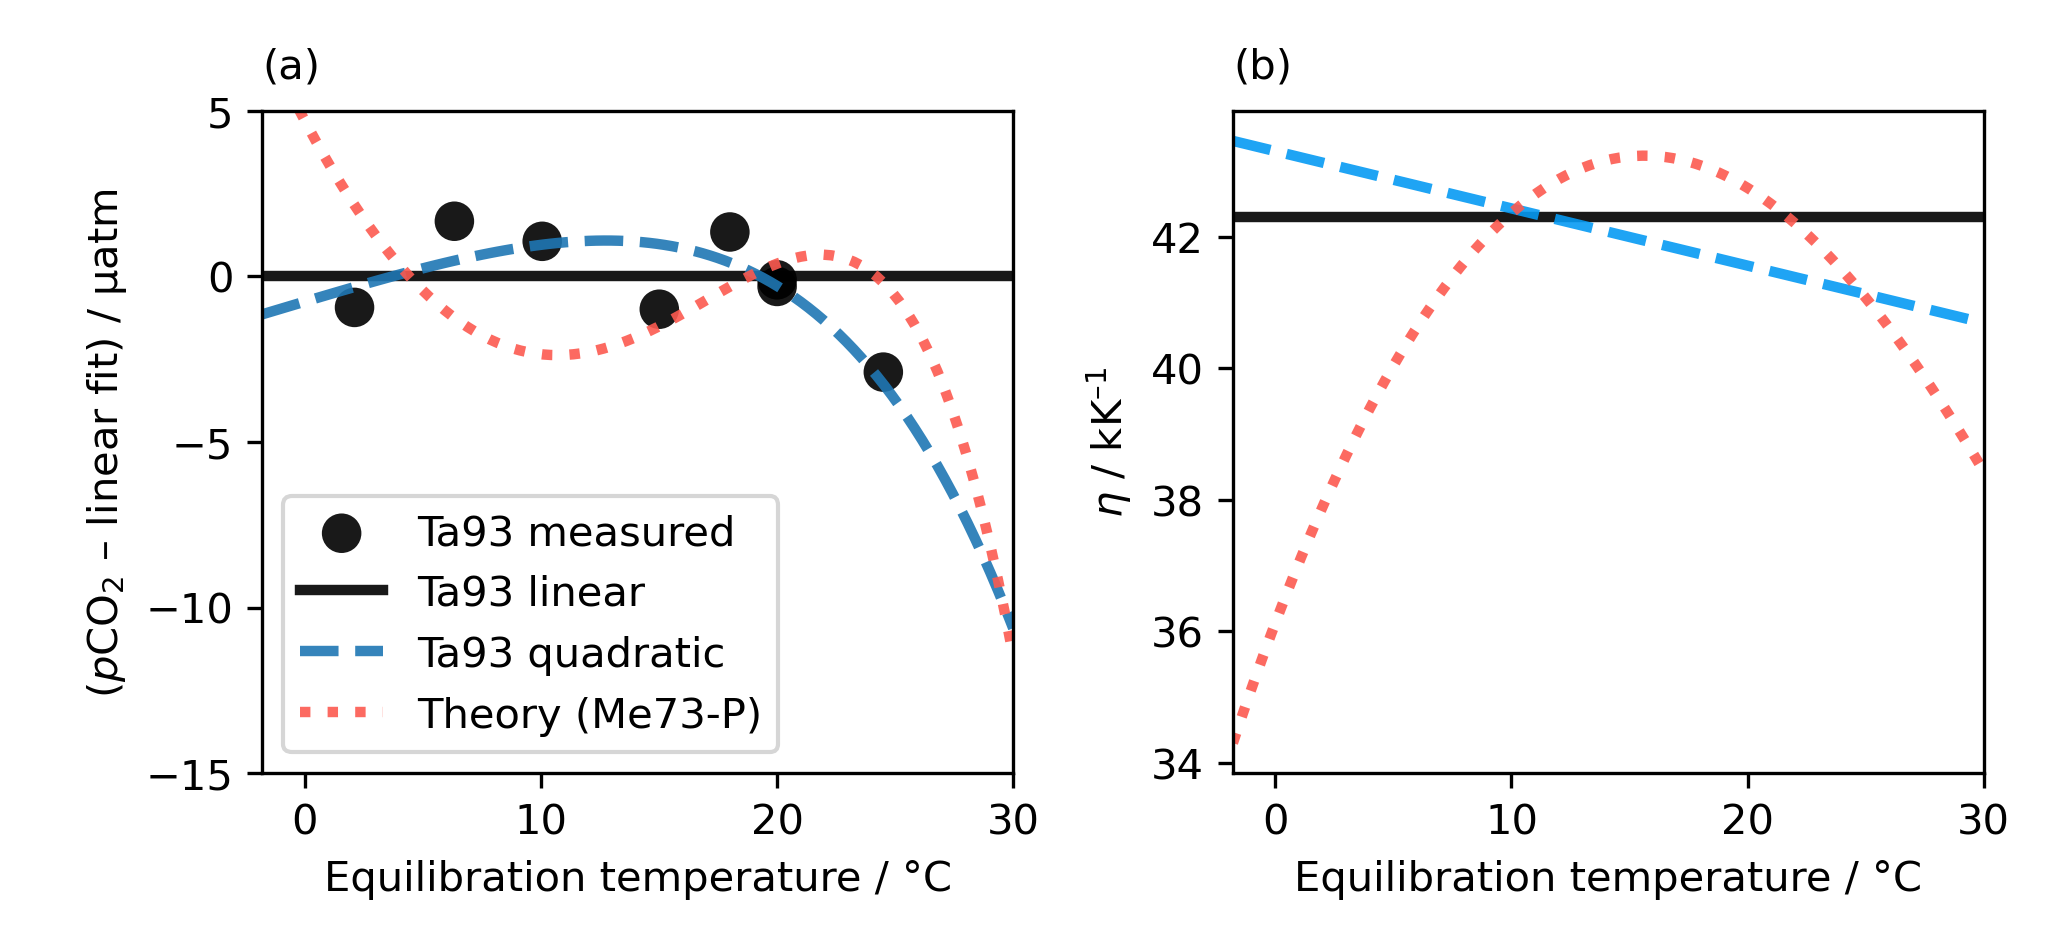 (a)
5
0
−5
−10
−15
(pCO₂ − linear fit) / µatm
Ta93 measured
Ta93 linear
Ta93 quadratic
Theory (Me73-P)
0 10 20 30
Equilibration temperature / °C
(b)
42
40
38
36
34
η / kK⁻¹
0 10 20 30
Equilibration temperature / °C